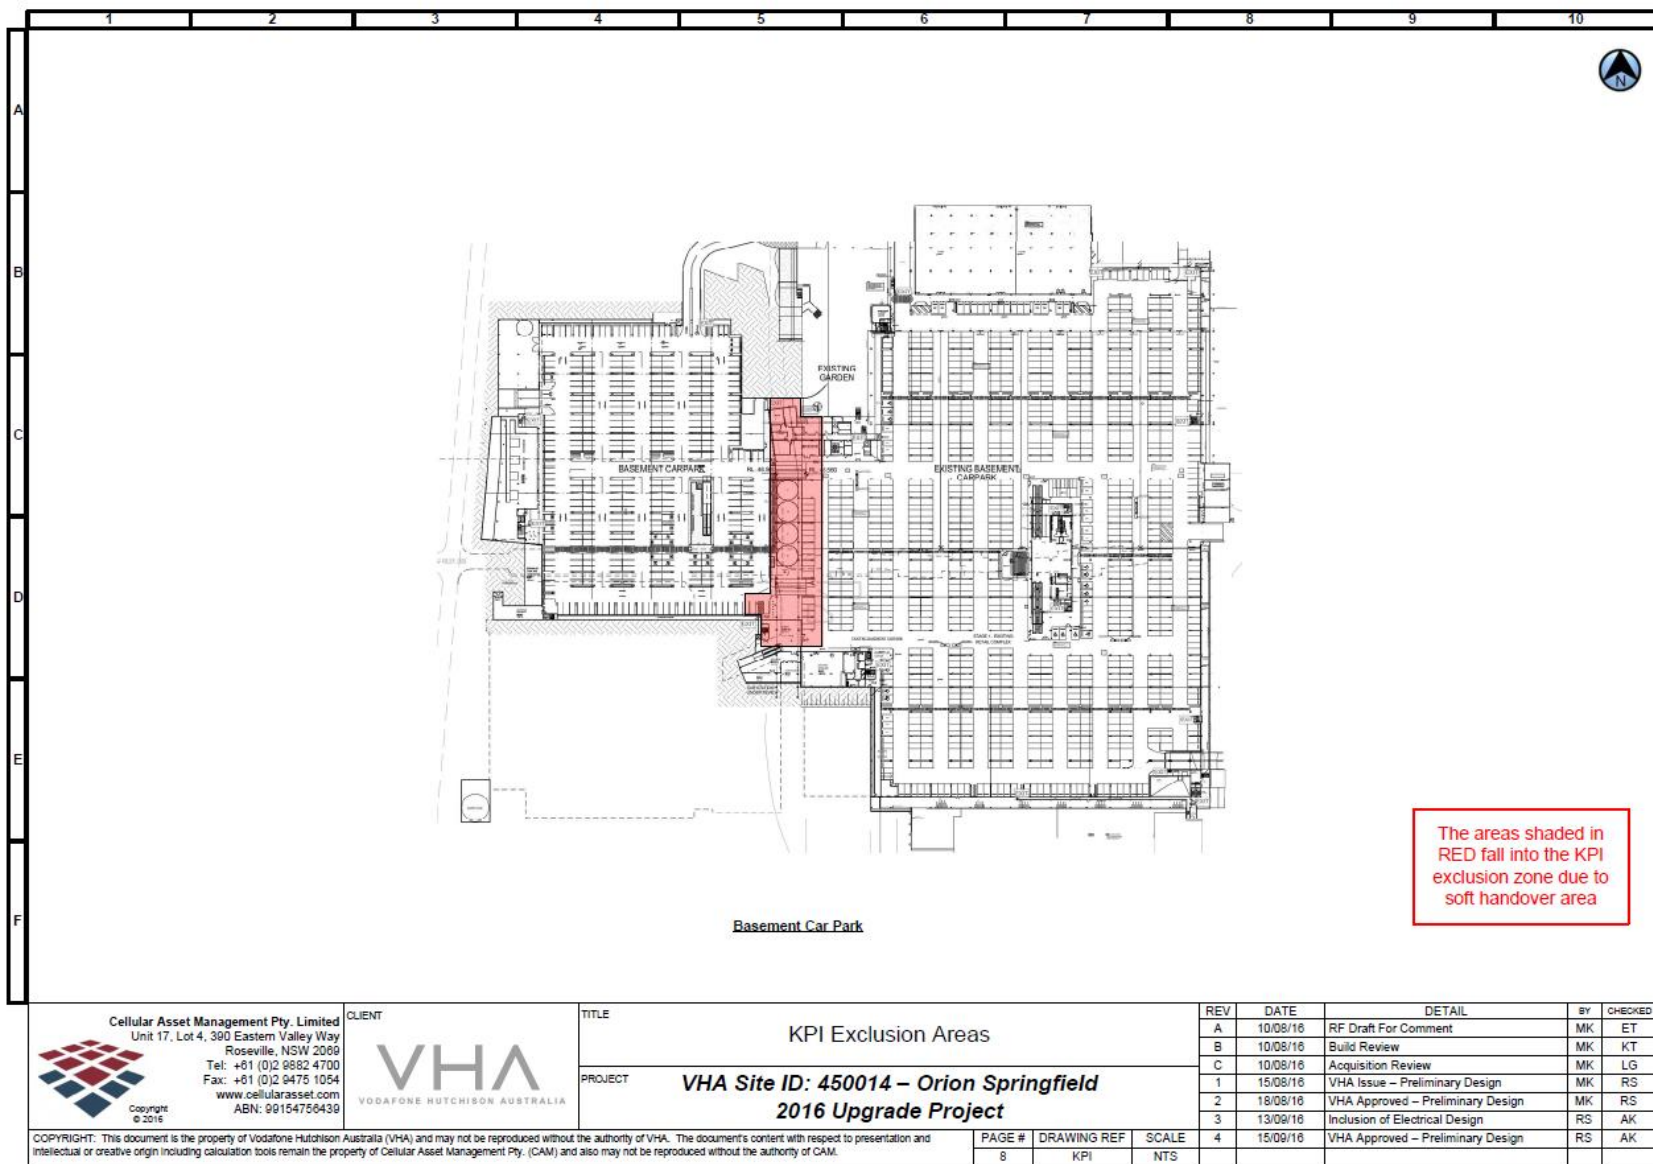 1 2 3 4 5 6 7 8 9 10
A
B
C
D
E
F
N
EXISTING
GARDEN
BASEMENT CARPARK
EXISTING BASEMENT
CARPARK
The areas shaded in
RED fall into the KPI
exclusion zone due to
soft handover area
Basement Car Park
Cellular Asset Management Pty. Limited
Unit 17, Lot 4, 390 Eastern Valley Way
Roseville, NSW 2069
Tel: +61 (0)2 9882 4700
Fax: +61 (0)2 9475 1054
www.cellularasset.com
ABN: 99154756439
Copyright
© 2016
CLIENT
VHA
VODAFONE HUTCHISON AUSTRALIA
TITLE
KPI Exclusion Areas
PROJECT
VHA Site ID: 450014 – Orion Springfield
2016 Upgrade Project
REV DATE DETAIL BY CHECKED
A 10/08/16 RF Draft For Comment MK ET
B 10/08/16 Build Review MK KT
C 10/08/16 Acquisition Review MK LG
1 15/08/16 VHA Issue – Preliminary Design MK RS
2 18/08/16 VHA Approved – Preliminary Design MK RS
3 13/09/16 Inclusion of Electrical Design RS AK
4 15/09/16 VHA Approved – Preliminary Design RS AK
COPYRIGHT: This document is the property of Vodafone Hutchison Australia (VHA) and may not be reproduced without the authority of VHA. The document's content with respect to presentation and
intellectual or creative origin including calculation tools remain the property of Cellular Asset Management Pty. (CAM) and also may not be reproduced without the authority of CAM.
PAGE # DRAWING REF SCALE
8 KPI NTS